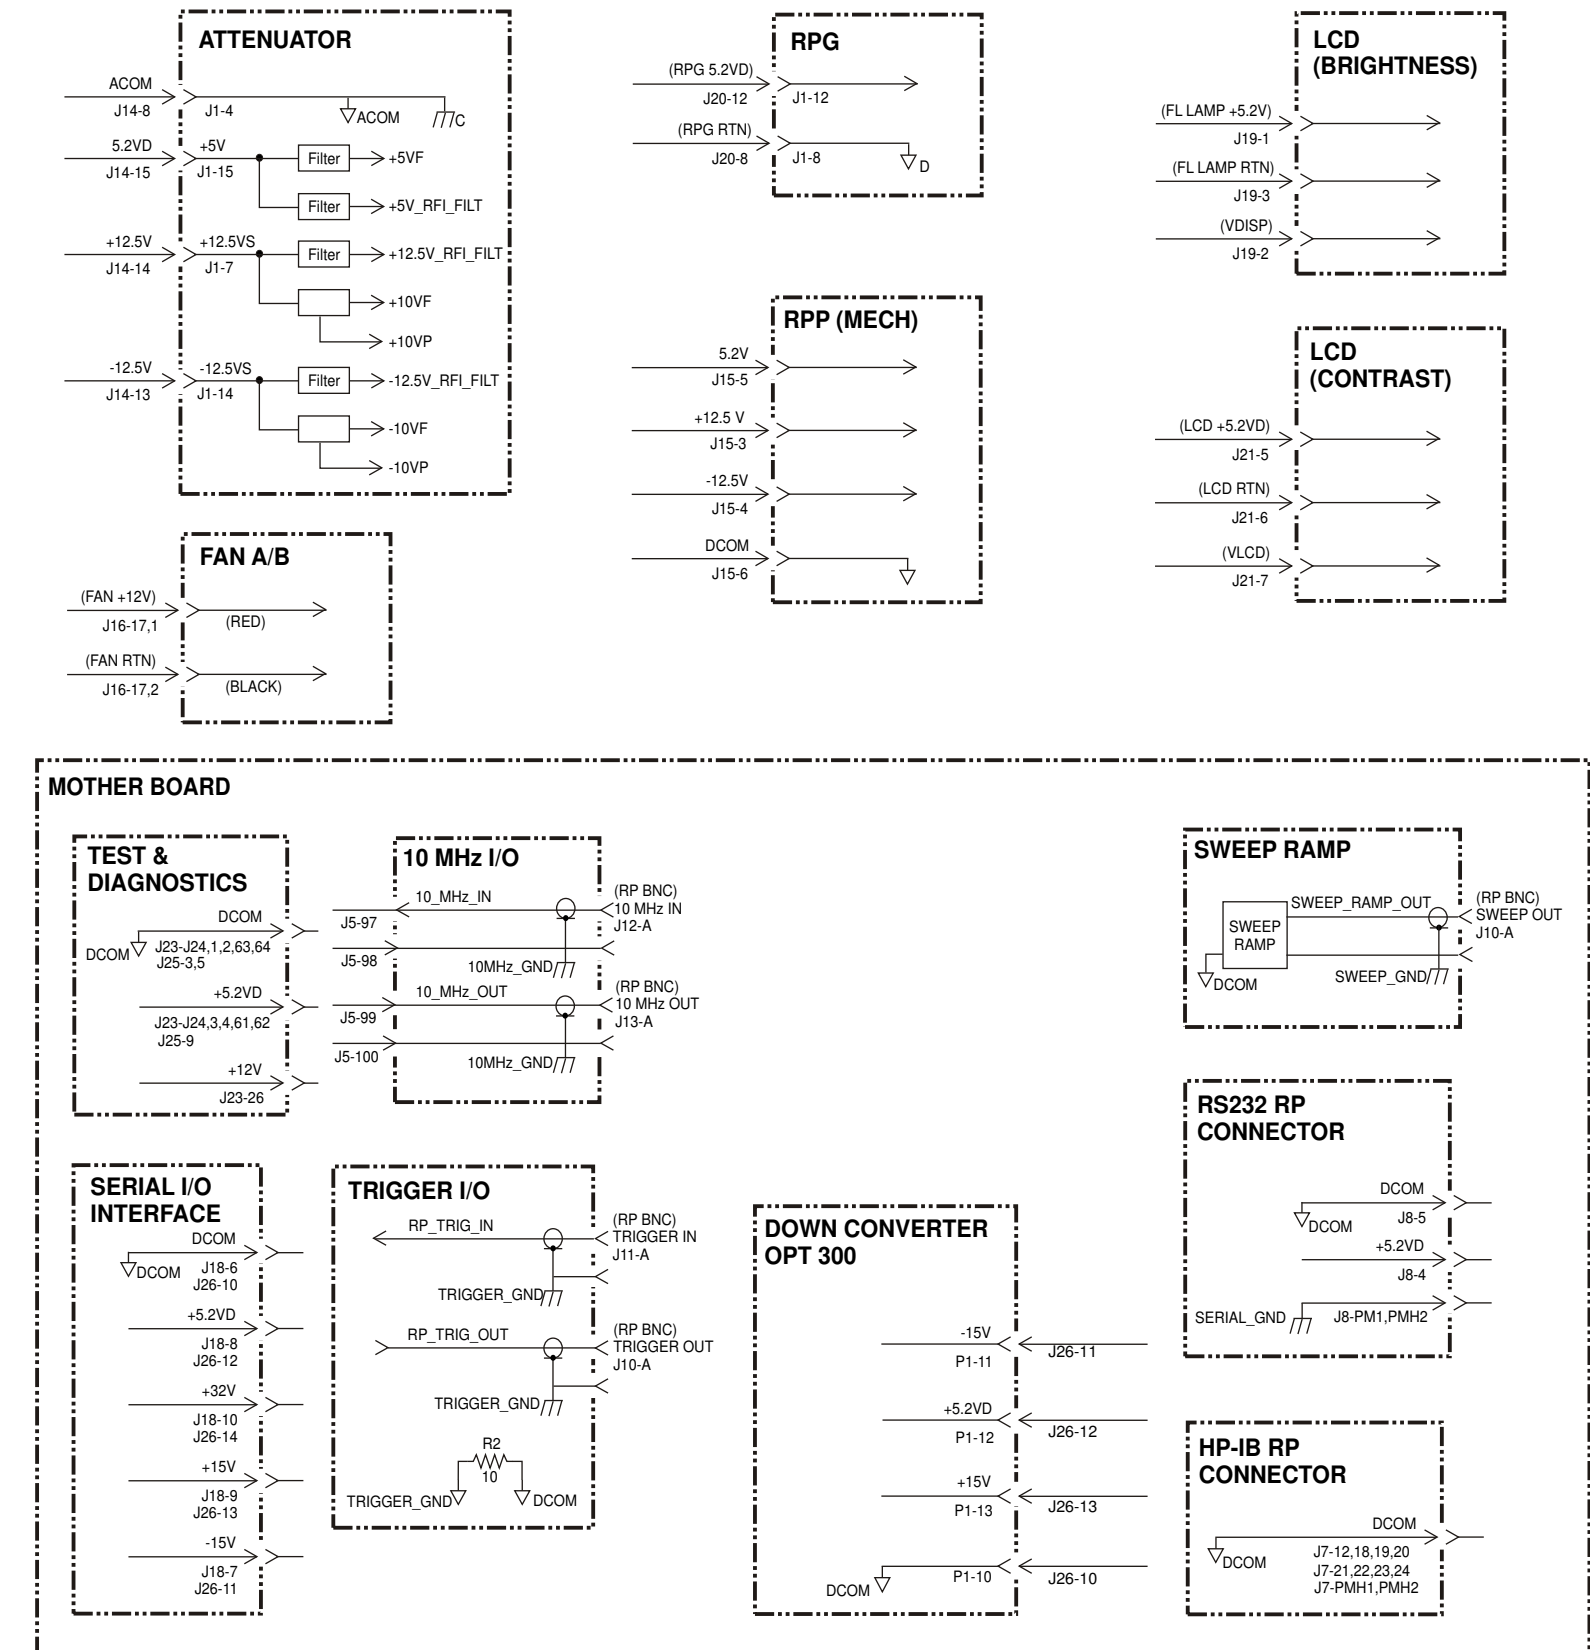 ATTENUATOR
ACOM
J14-8
J1-4
ACOM
C
5.2VD
+5V
J14-15
J1-15
Filter
+5VF
Filter
+5V_RFI_FILT
+12.5V
+12.5VS
J14-14
J1-7
Filter
+12.5V_RFI_FILT
+10VF
+10VP
-12.5V
-12.5VS
J14-13
J1-14
Filter
-12.5V_RFI_FILT
-10VF
-10VP
RPG
(RPG 5.2VD)
J20-12
J1-12
(RPG RTN)
J20-8
J1-8
D
LCD
(BRIGHTNESS)
(FL LAMP +5.2V)
J19-1
(FL LAMP RTN)
J19-3
(VDISP)
J19-2
RPP (MECH)
5.2V
J15-5
+12.5 V
J15-3
-12.5V
J15-4
DCOM
J15-6
LCD
(CONTRAST)
(LCD +5.2VD)
J21-5
(LCD RTN)
J21-6
(VLCD)
J21-7
FAN A/B
(FAN +12V)
J16-17,1
(RED)
(FAN RTN)
J16-17,2
(BLACK)
MOTHER BOARD
TEST &
DIAGNOSTICS
DCOM
DCOM
J23-J24,1,2,63,64
J25-3,5
+5.2VD
J23-J24,3,4,61,62
J25-9
+12V
J23-26
10 MHz I/O
10_MHz_IN
J5-97
(RP BNC)
10 MHz IN
J12-A
J5-98
10MHz_GND
10_MHz_OUT
J5-99
(RP BNC)
10 MHz OUT
J13-A
J5-100
10MHz_GND
SWEEP RAMP
SWEEP
RAMP
SWEEP_RAMP_OUT
(RP BNC)
SWEEP OUT
J10-A
DCOM
SWEEP_GND
RS232 RP
CONNECTOR
DCOM
DCOM
J8-5
+5.2VD
J8-4
SERIAL_GND
J8-PM1,PMH2
SERIAL I/O
INTERFACE
DCOM
DCOM
J18-6
J26-10
+5.2VD
J18-8
J26-12
+32V
J18-10
J26-14
+15V
J18-9
J26-13
-15V
J18-7
J26-11
TRIGGER I/O
RP_TRIG_IN
(RP BNC)
TRIGGER IN
J11-A
TRIGGER_GND
RP_TRIG_OUT
(RP BNC)
TRIGGER OUT
J10-A
TRIGGER_GND
R2
10
TRIGGER_GND
DCOM
DOWN CONVERTER
OPT 300
-15V
P1-11
J26-11
+5.2VD
P1-12
J26-12
+15V
P1-13
J26-13
DCOM
P1-10
J26-10
HP-IB RP
CONNECTOR
DCOM
DCOM
J7-12,18,19,20
J7-21,22,23,24
J7-PMH1,PMH2